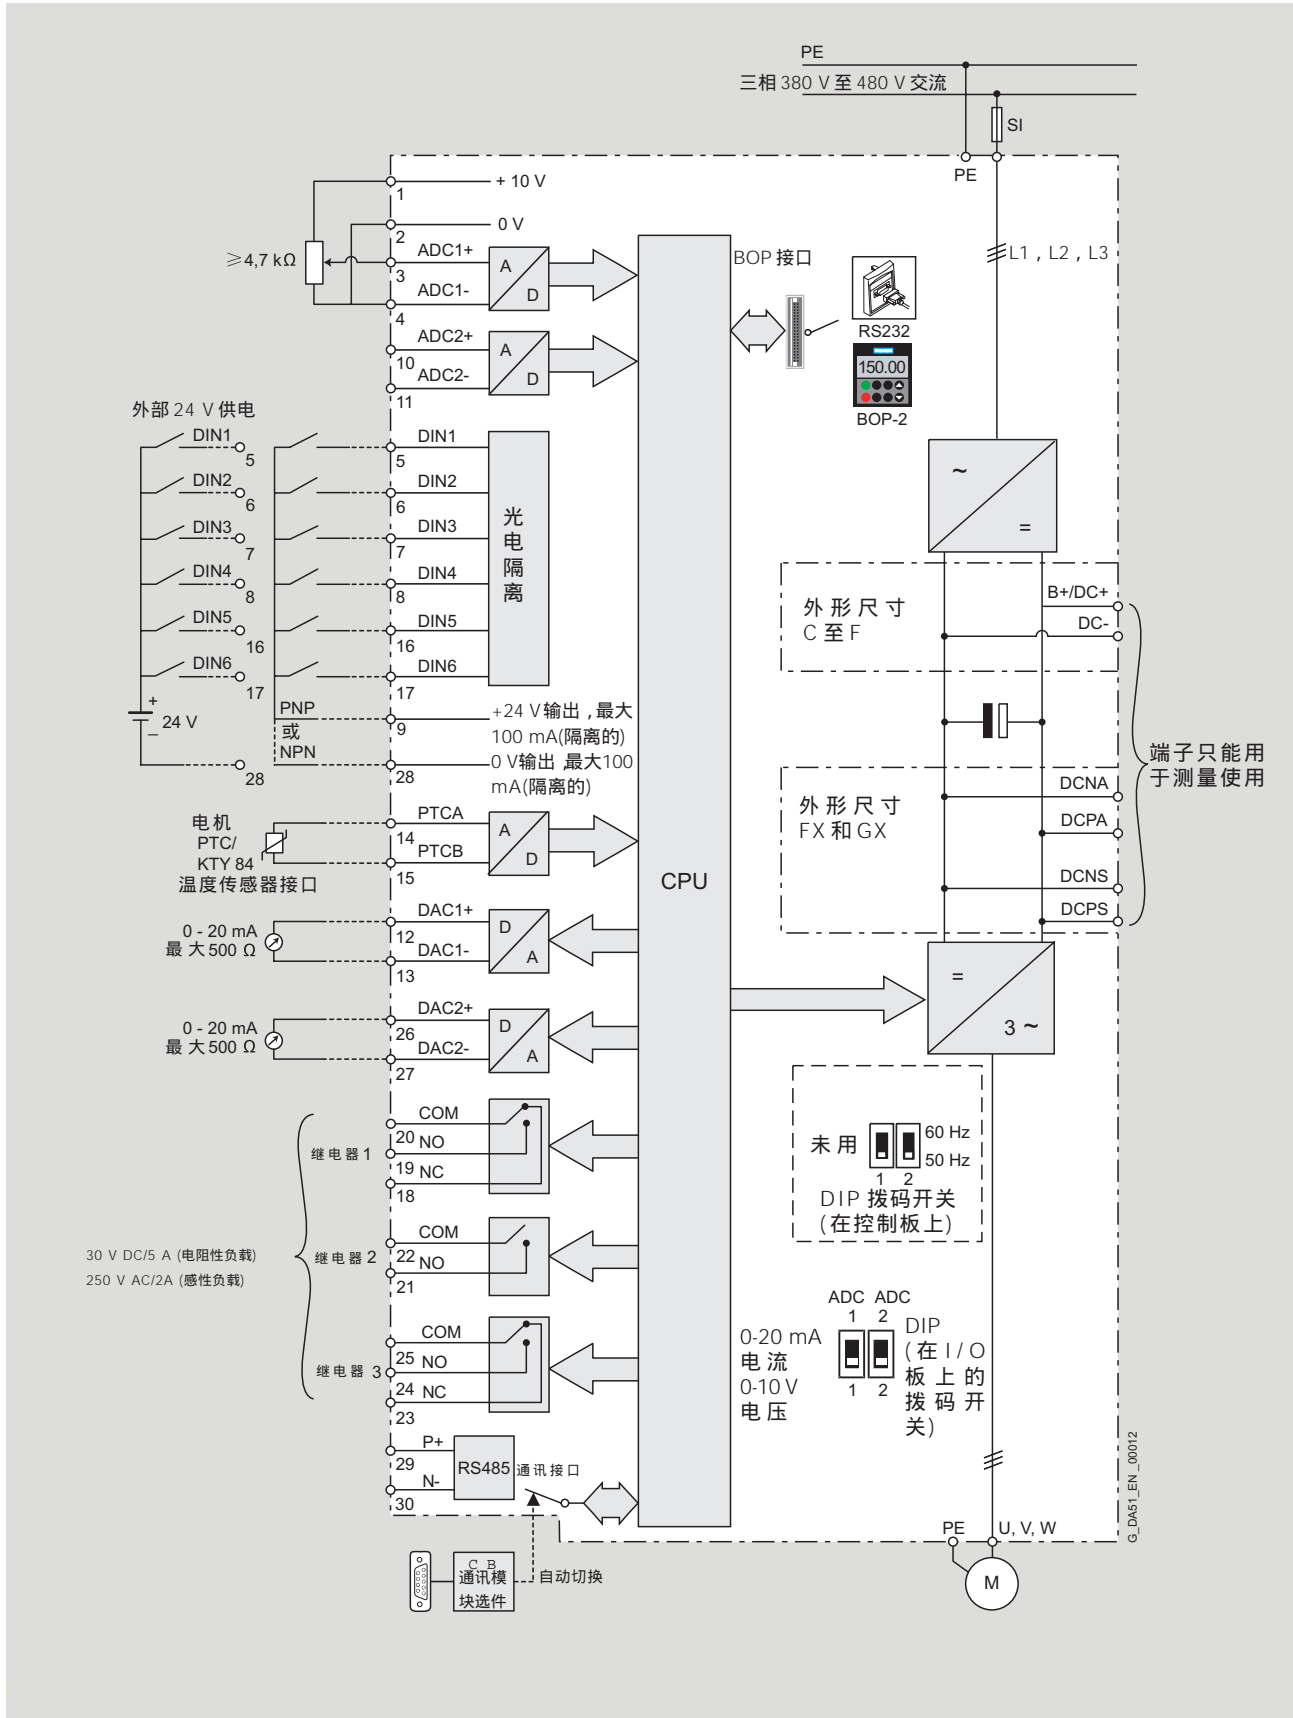 PE
三相 380 V 至 480 V 交流
SI
PE
1
+ 10 V
2
0 V
≥4,7 kΩ
ADC1+
3
ADC1-
4
A
D
L1，L2，L3
BOP 接口
RS232
150.00
BOP-2
ADC2+
10
ADC2-
11
A
D
外部 24 V 供电
DIN1
5
DIN2
6
DIN3
7
DIN4
8
DIN5
16
DIN6
17
+
24 V
–
28
DIN1
5
DIN2
6
DIN3
7
DIN4
8
DIN5
16
DIN6
17
光电隔离
PNP
或
NPN
9
+24 V输出，最大
100 mA(隔离的)
28
0 V输出,最大100
mA(隔离的)
~
=
外形尺寸
C 至 F
B+/DC+
DC-
外形尺寸
FX 和 GX
DCNA
DCPA
DCNS
DCPS
端子只能用
于测量使用
电机
PTC/
KTY 84
温度传感器接口
PTCA
14
PTCB
15
A
D
CPU
0 - 20 mA
最大500 Ω
DAC1+
12
DAC1-
13
D
A
=
3 ~
0 - 20 mA
最大500 Ω
DAC2+
26
DAC2-
27
D
A
继电器 1
COM
20
NO
19
NC
18
未用
60 Hz
50 Hz
1
2
DIP 拨码开关
(在控制板上)
30 V DC/5 A (电阻性负载)
250 V AC/2A (感性负载)
继电器 2
COM
22
NO
21
继电器 3
COM
25
NO
24
NC
23
ADC ADC
1 2
0-20 mA
电流
0-10 V
电压
1 2
DIP
(在 I/O
板上的
拨码开
关)
P+
29
N-
30
RS485
通讯接口
C B
通讯模
块选件
自动切换
PE
U, V, W
M
G_DA51_EN_00012